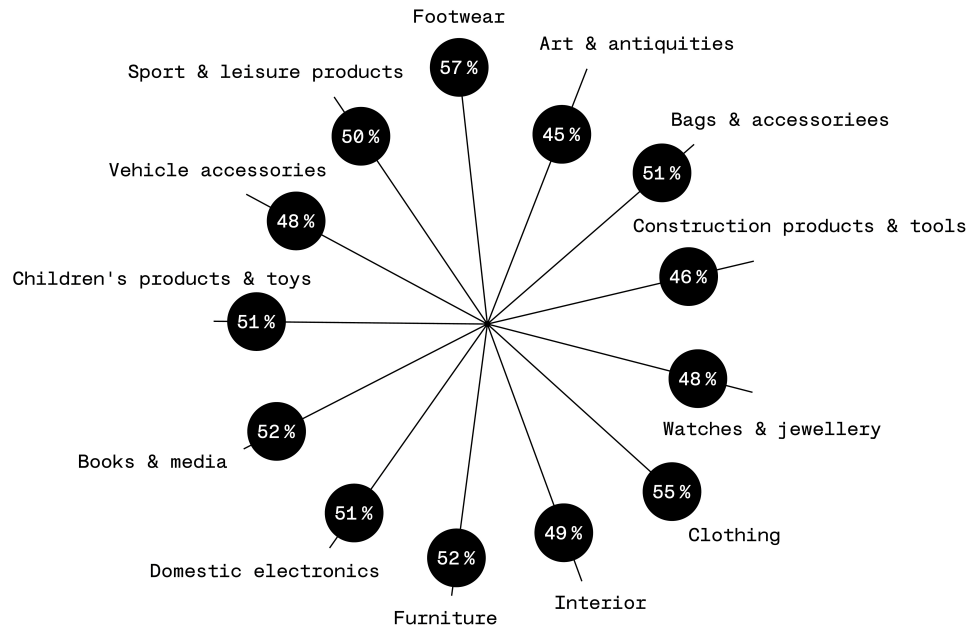 Footwear
57%
Art & antiquities
45%
Bags & accessoriees
51%
Construction products & tools
46%
48%
Watches & jewellery
55%
Clothing
49%
Interior
52%
Furniture
51%
Domestic electronics
52%
Books & media
Children's products & toys
51%
Vehicle accessories
48%
Sport & leisure products
50%